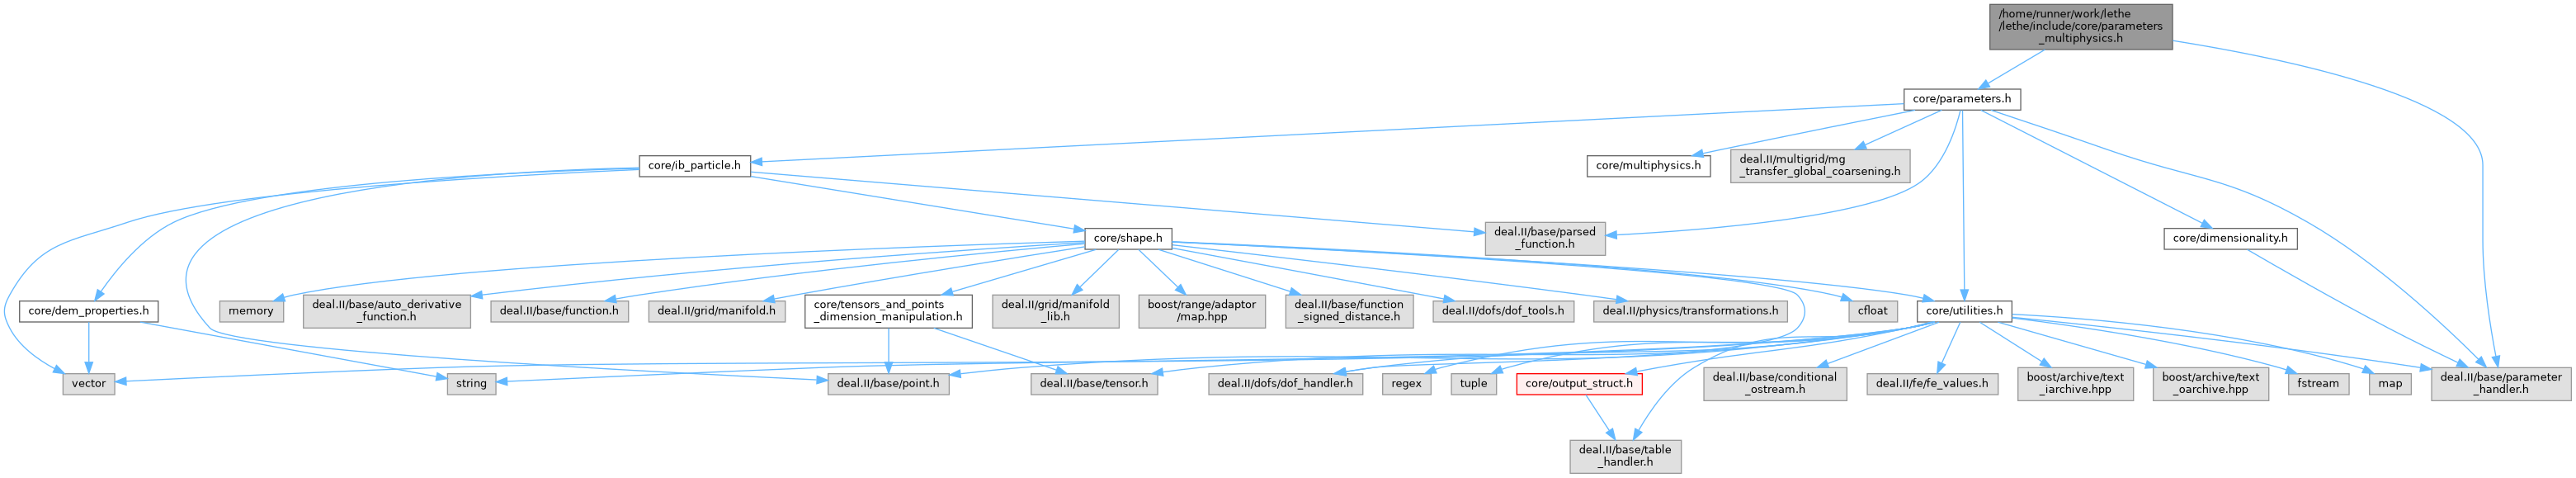 /home/runner/work/lethe
/lethe/include/core/parameters
_multiphysics.h
core/parameters.h
core/ib_particle.h
core/multiphysics.h
deal.II/multigrid/mg
_transfer_global_coarsening.h
core/shape.h
deal.II/base/parsed
_function.h
core/dimensionality.h
core/dem_properties.h
memory
deal.II/base/auto_derivative
_function.h
deal.II/base/function.h
deal.II/grid/manifold.h
core/tensors_and_points
_dimension_manipulation.h
deal.II/grid/manifold
_lib.h
boost/range/adaptor
/map.hpp
deal.II/base/function
_signed_distance.h
deal.II/dofs/dof_tools.h
deal.II/physics/transformations.h
cfloat
core/utilities.h
vector
string
deal.II/base/point.h
deal.II/base/tensor.h
deal.II/dofs/dof_handler.h
regex
tuple
core/output_struct.h
deal.II/base/conditional
_ostream.h
deal.II/fe/fe_values.h
boost/archive/text
_iarchive.hpp
boost/archive/text
_oarchive.hpp
fstream
map
deal.II/base/parameter
_handler.h
deal.II/base/table
_handler.h